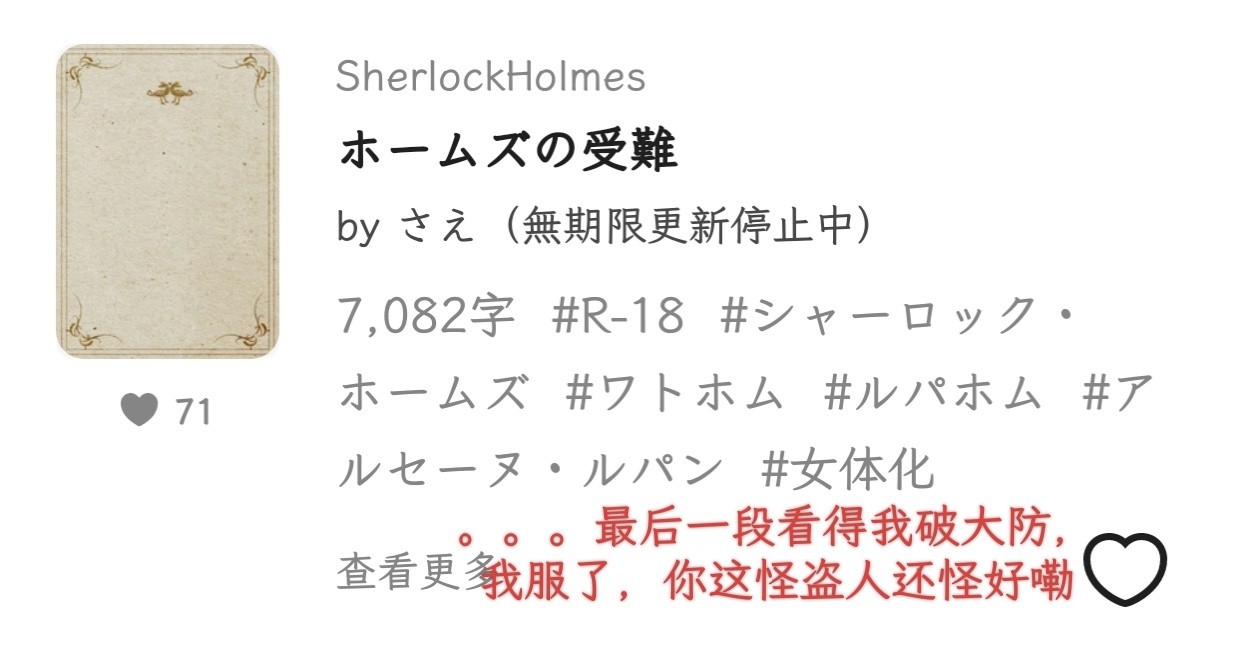 SherlockHolmes
ホームズの受難
by さえ（無期限更新停止中）
7,082字 #R-18 #シャーロック・
ホームズ #ワトホム #ルパホム #ア
ルセーヌ・ルパン #女体化
71
。。。最后一段看得我破大防，
查看更多
我服了，你这怪盗人还怪好嘞